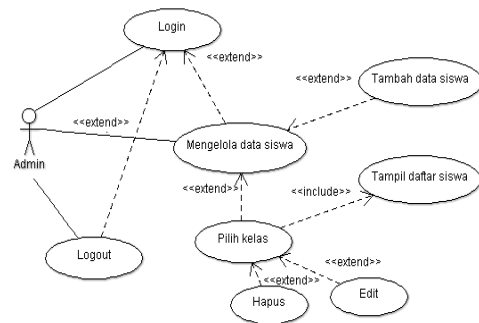 Login
<<extend>>
<<extend>>
Tambah data siswa
<<extend>>
Admin
Mengelola data siswa
<<extend>>
<<include>>
Tampil daftar siswa
Pilih kelas
Logout
<<extend>>
<<extend>>
Hapus
Edit